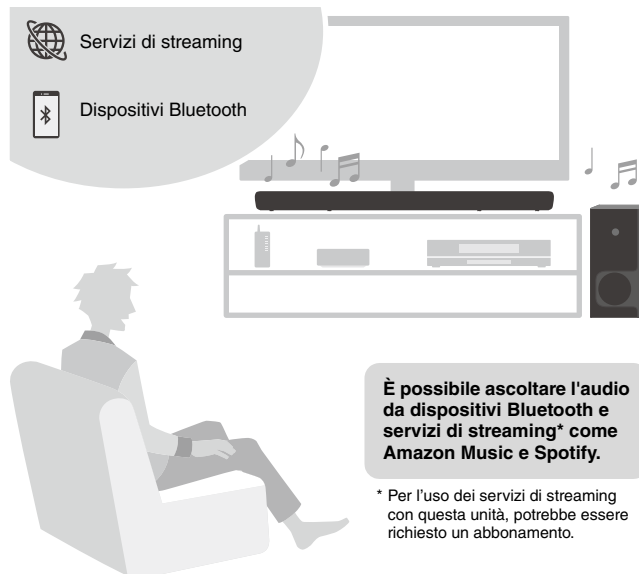 Servizi di streaming
Dispositivi Bluetooth
È possibile ascoltare l'audio
da dispositivi Bluetooth e
servizi di streaming* come
Amazon Music e Spotify.
* Per l’uso dei servizi di streaming
con questa unità, potrebbe essere
richiesto un abbonamento.